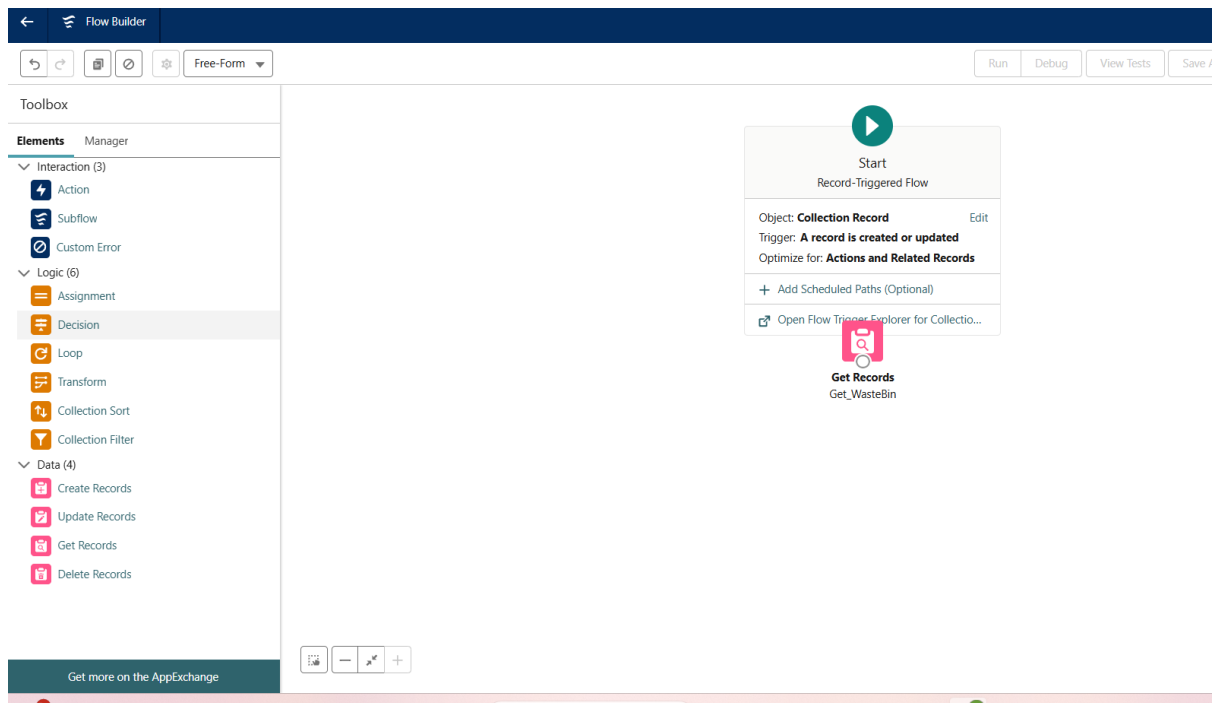 Flow Builder
Free-Form
Run
Debug
View Tests
Save A
Toolbox
Elements
Manager
Interaction (3)
Action
Subflow
Custom Error
Logic (6)
Assignment
Decision
Loop
Transform
Collection Sort
Collection Filter
Data (4)
Create Records
Update Records
Get Records
Delete Records
Get more on the AppExchange
Start
Record-Triggered Flow
Object: Collection Record
Edit
Trigger: A record is created or updated
Optimize for: Actions and Related Records
Add Scheduled Paths (Optional)
Open Flow Trigger Explorer for Collectio...
Get Records
Get_WasteBin